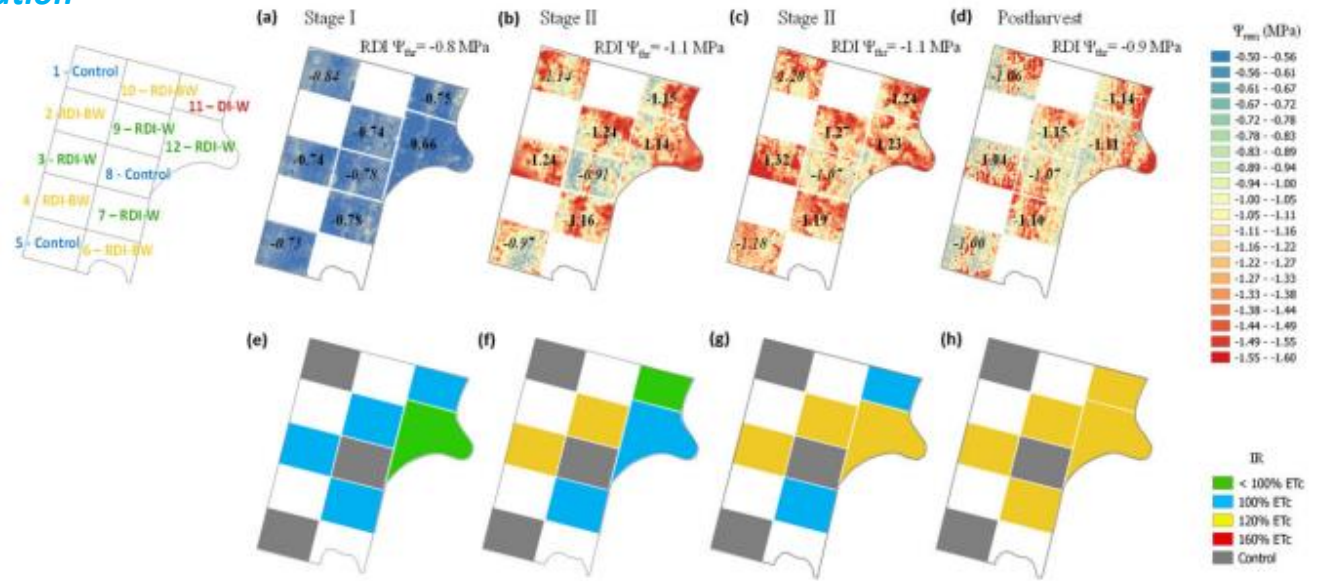 (a) Stage I
(b) Stage II
(c) Stage II
(d) Postharvest
RDI Ψthr= -0.8 MPa
RDI Ψthr= -1.1 MPa
RDI Ψthr= -1.1 MPa
RDI Ψthr= -0.9 MPa
1 - Control
10 – RDI-BW
11 – DI-W
2 RDI-BW
9 – RDI-W
12 – RDI-W
3 - RDI-W
8 - Control
4 RDI-BW
7 – RDI-W
5 - Control
6 – RDI-BW
-0.84
-0.75
-0.74
-0.66
-0.74
-0.78
-0.73
-1.14
-1.15
-1.24
-1.14
-1.24
-0.91
-1.16
-0.97
-1.20
-1.24
-1.27
-1.23
-1.32
-1.07
-1.19
-1.18
-1.06
-1.14
-1.15
-1.11
-1.04
-1.07
-1.10
-1.00
(MPa)
-0.50 - -0.56
-0.56 - -0.61
-0.61 - -0.67
-0.67 - -0.72
-0.72 - -0.78
-0.78 - -0.83
-0.83 - -0.89
-0.89 - -0.94
-0.94 - -1.00
-1.00 - -1.05
-1.05 - -1.11
-1.11 - -1.16
-1.16 - -1.22
-1.22 - -1.27
-1.27 - -1.33
-1.33 - -1.38
-1.38 - -1.44
-1.44 - -1.49
-1.49 - -1.55
-1.55 - -1.60
(e)
(f)
(g)
(h)
IR
< 100% ETc
100% ETc
120% ETc
160% ETc
Control